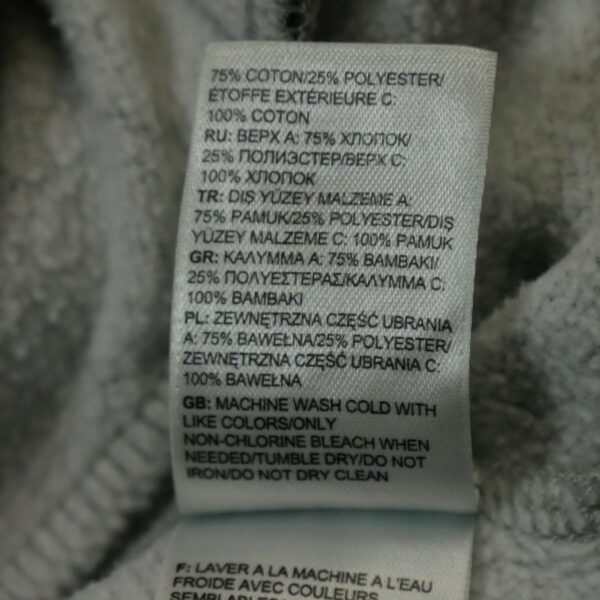 75% COTON/25% POLYESTER/
ÉTOFFE EXTÉRIEURE C:
100% COTON
RU: ВЕРХ А: 75% ХЛОПОК/
25% ПОЛИЭСТЕР/ВЕРХ С:
100% ХЛОПОК
TR: DIŞ YÜZEY MALZEME A:
75% PAMUK/25% POLYESTER/DIŞ
YÜZEY MALZEME C: 100% PAMUK
GR: ΚΑΛΥΜΜΑ Α: 75% ΒΑΜΒΑΚΙ/
25% ΠΟΛΥΕΣΤΕΡΑΣ/ΚΑΛΥΜΜΑ C:
100% ΒΑΜΒΑΚΙ
PL: ZEWNĘTRZNA CZĘŚĆ UBRANIA
A: 75% BAWEŁNA/25% POLYESTER/
ZEWNĘTRZNA CZĘŚĆ UBRANIA C:
100% BAWEŁNA
GB: MACHINE WASH COLD WITH
LIKE COLORS/ONLY
NON-CHLORINE BLEACH WHEN
NEEDED/TUMBLE DRY/DO NOT
IRON/DO NOT DRY CLEAN
F: LAVER A LA MACHINE A L'EAU
FROIDE AVEC COULEURS